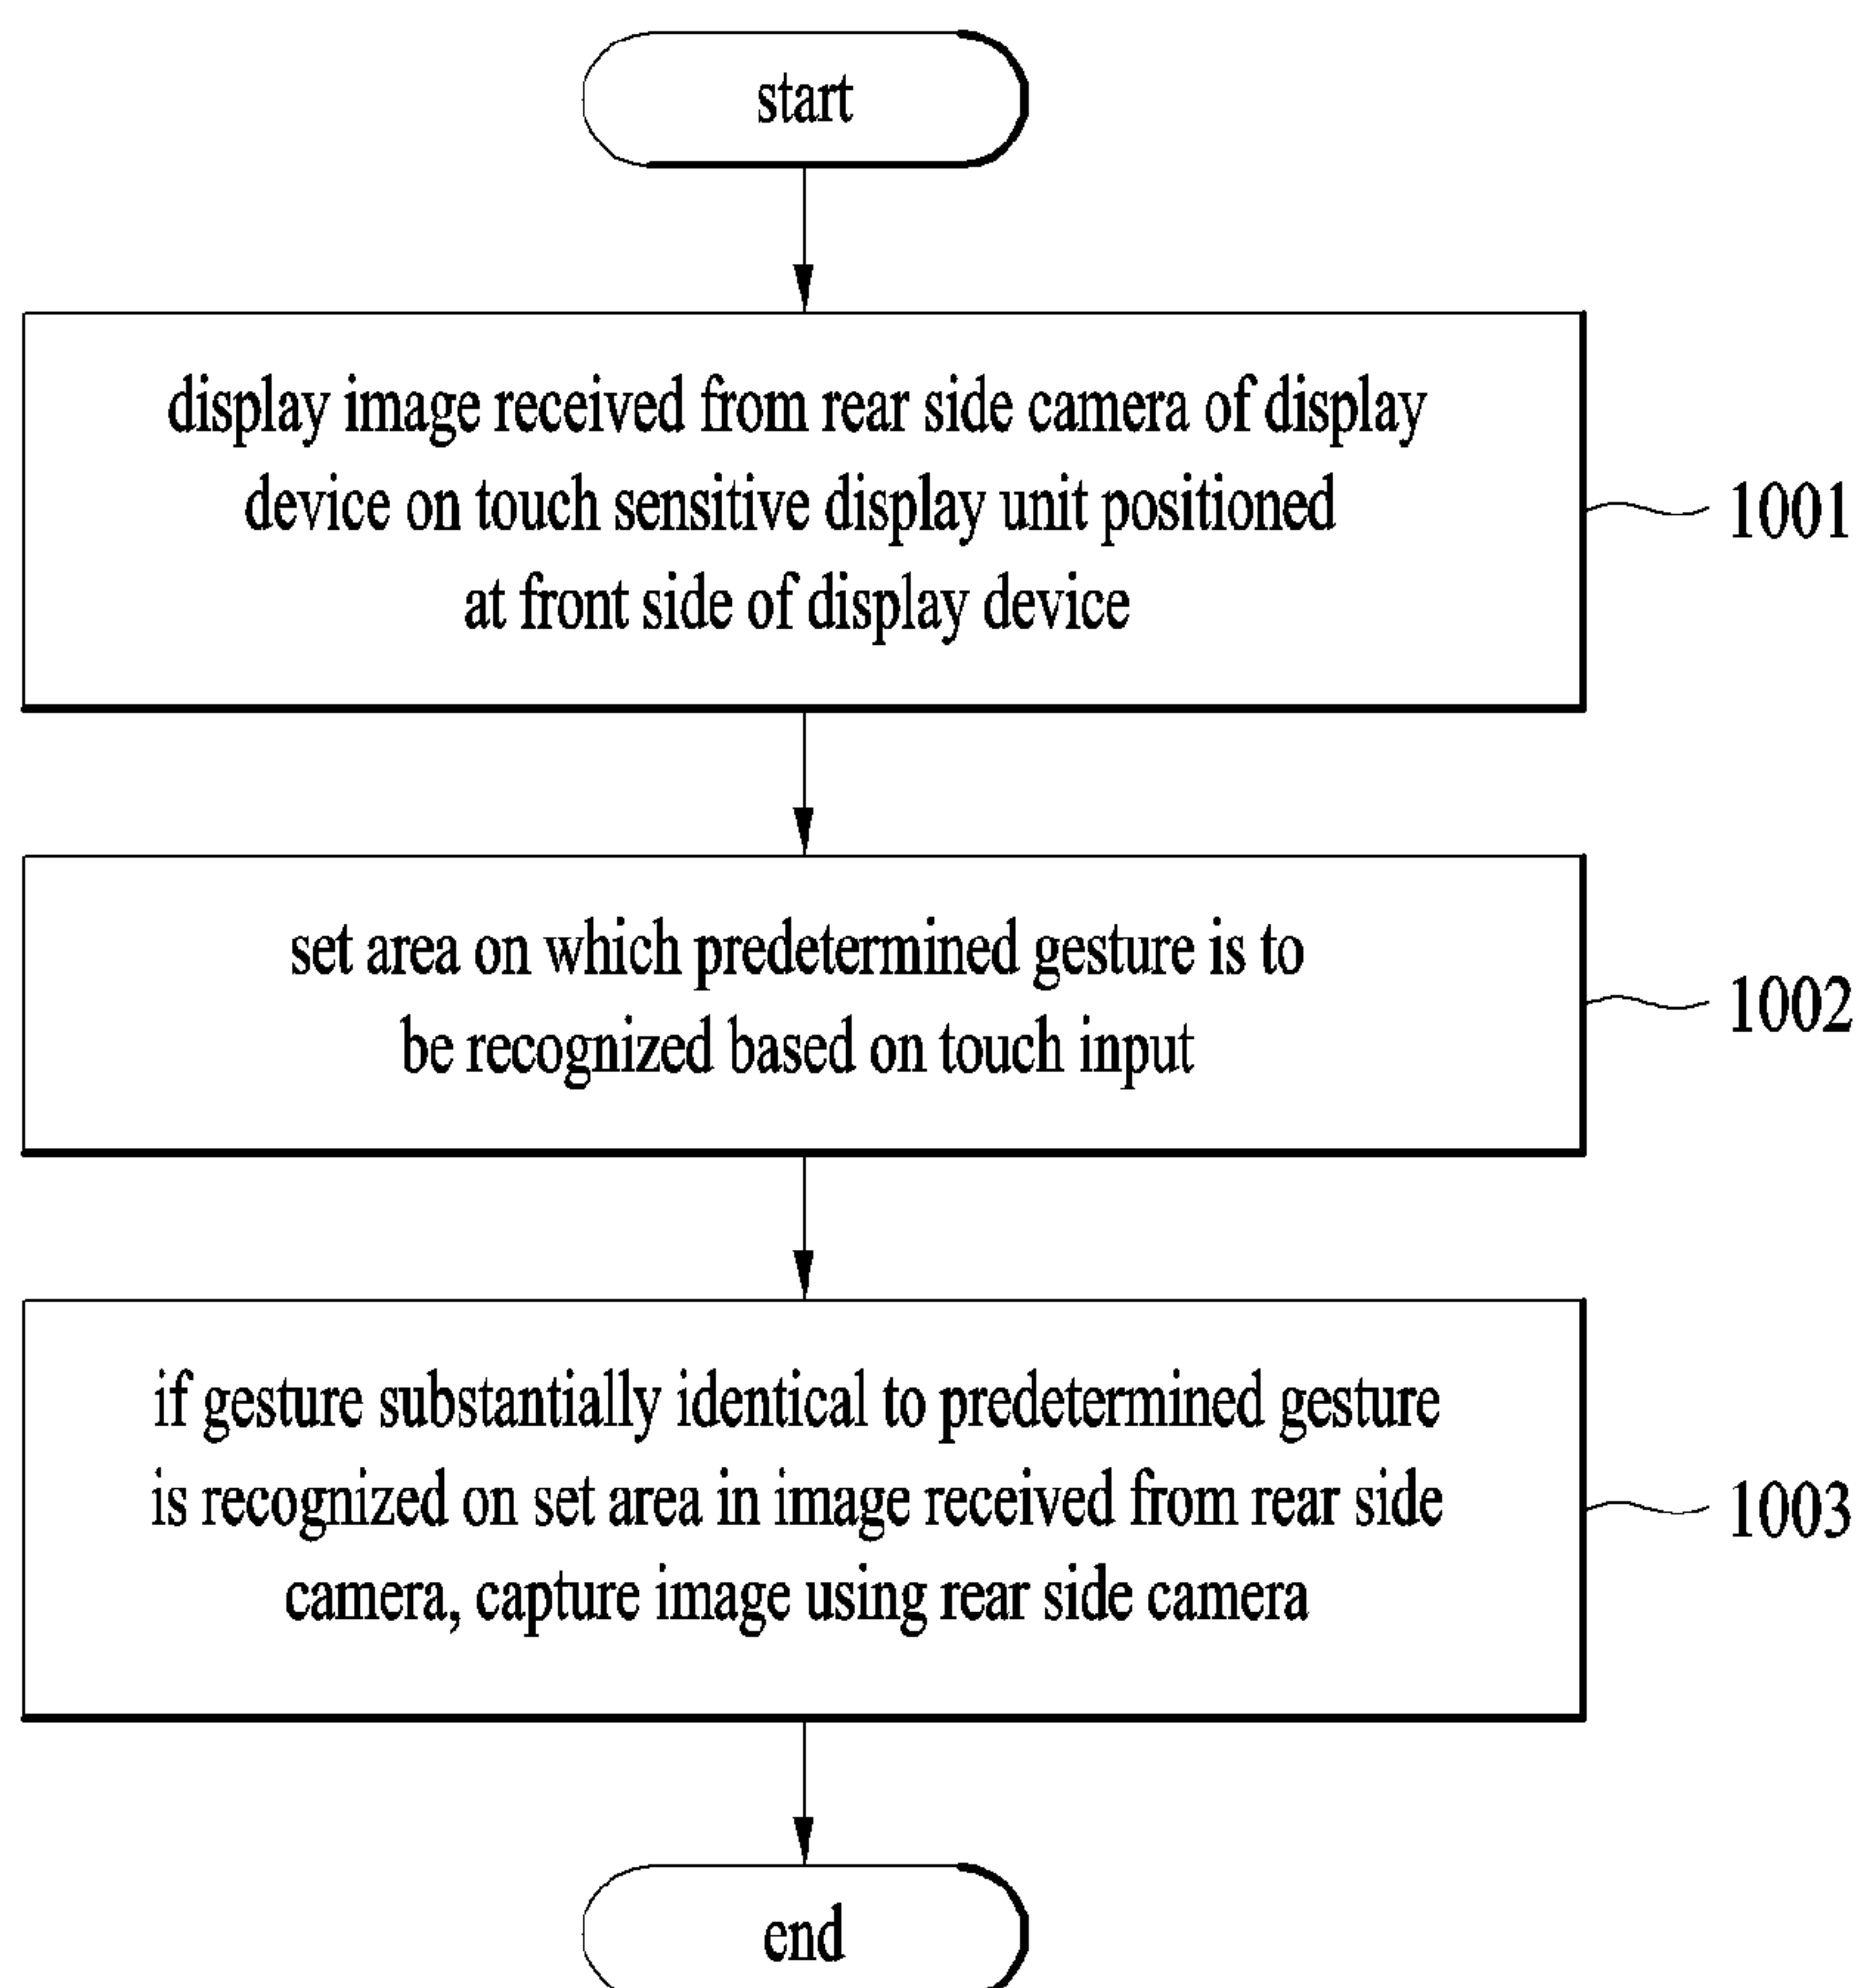 start
display image received from rear side camera of display
device on touch sensitive display unit positioned
at front side of display device
1001
set area on which predetermined gesture is to
be recognized based on touch input
1002
if gesture substantially identical to predetermined gesture
is recognized on set area in image received from rear side
camera, capture image using rear side camera
1003
end